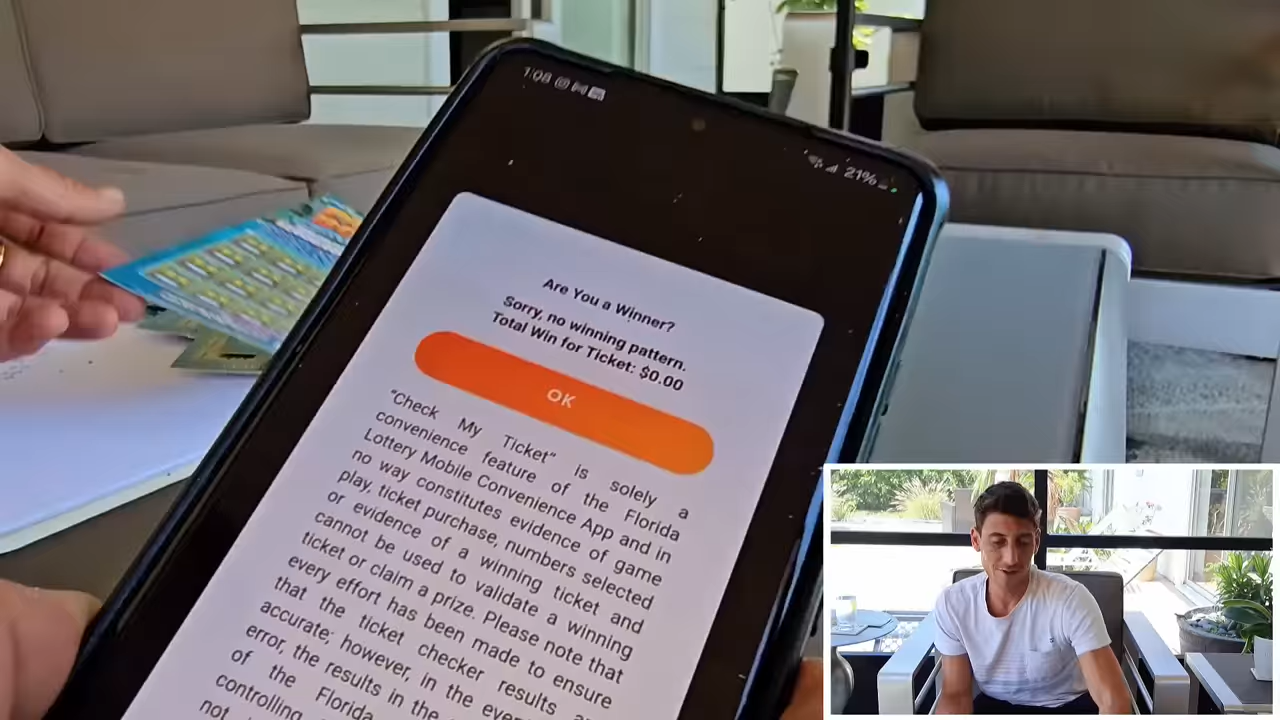 1:08
21%
Are You a Winner?
Sorry, no winning pattern.
Total Win for Ticket: $0.00
OK
"Check My Ticket" is solely a
convenience feature of the Florida
Lottery Mobile Convenience App and in
no way constitutes evidence of game
play, ticket purchase, numbers selected
or evidence of a winning ticket and
cannot be used to validate a winning
ticket or claim a prize. Please note that
every effort has been made to ensure
that the ticket checker results
accurate; however, in the
error, the results in the
of the Florida
controlling
not